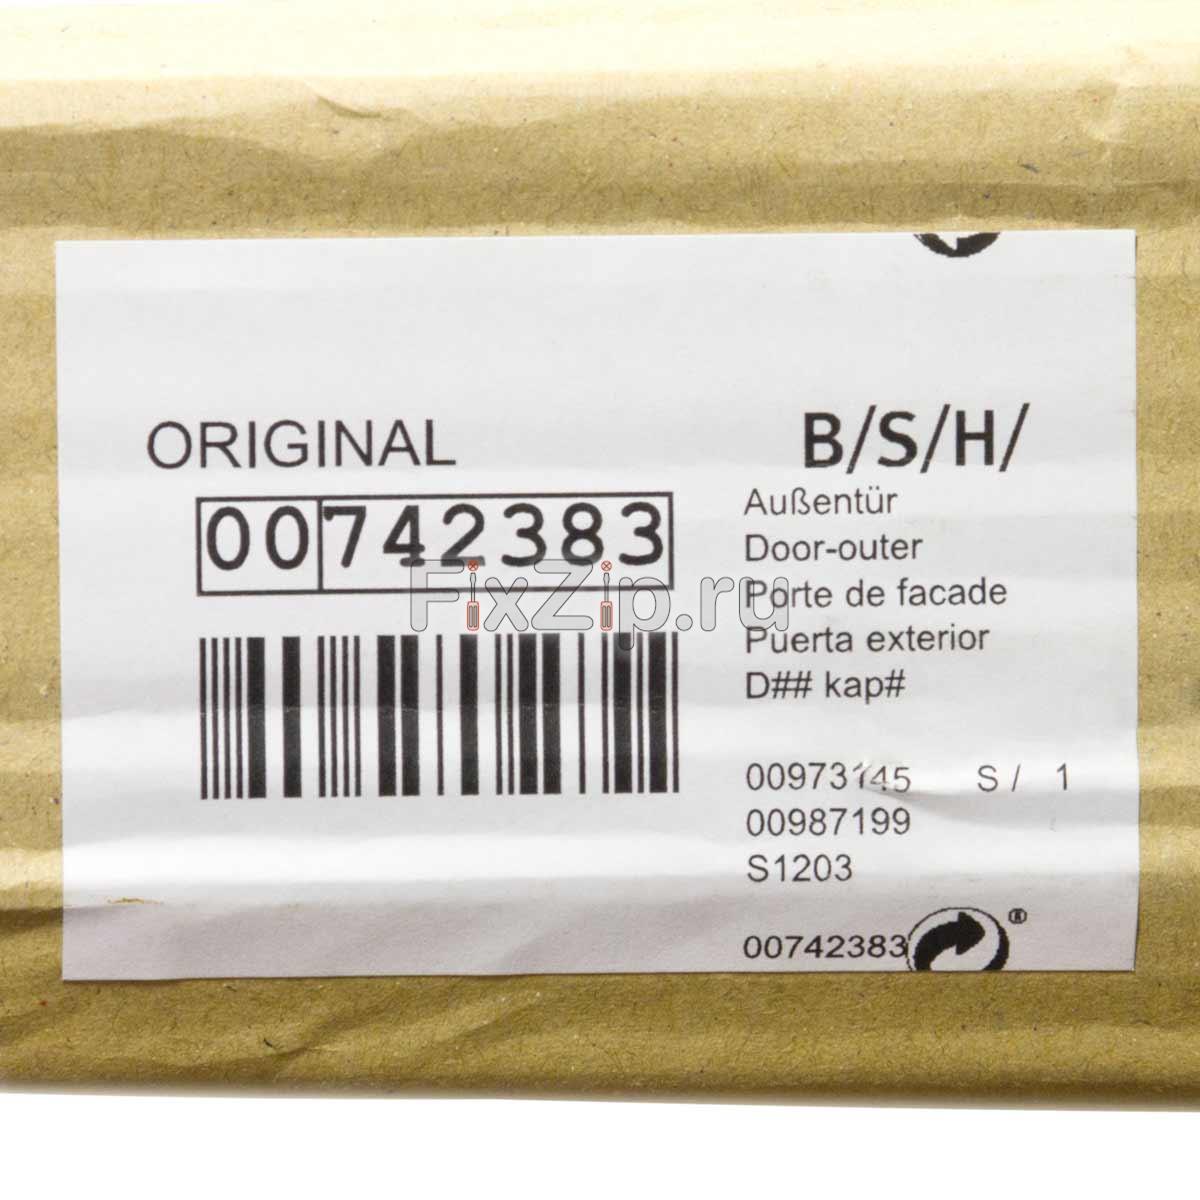 ORIGINAL
B/S/H/
00742383
Außentür
Door-outer
Porte de facade
Puerta exterior
D## kap#
FixZip.ru
00973145 S / 1
00987199
S1203
00742383
®